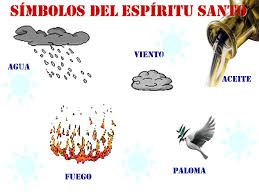 SÍMBOLOS DEL ESPÍRITU SANTO
VIENTO
AGUA
ACEITE
FUEGO
PALOMA